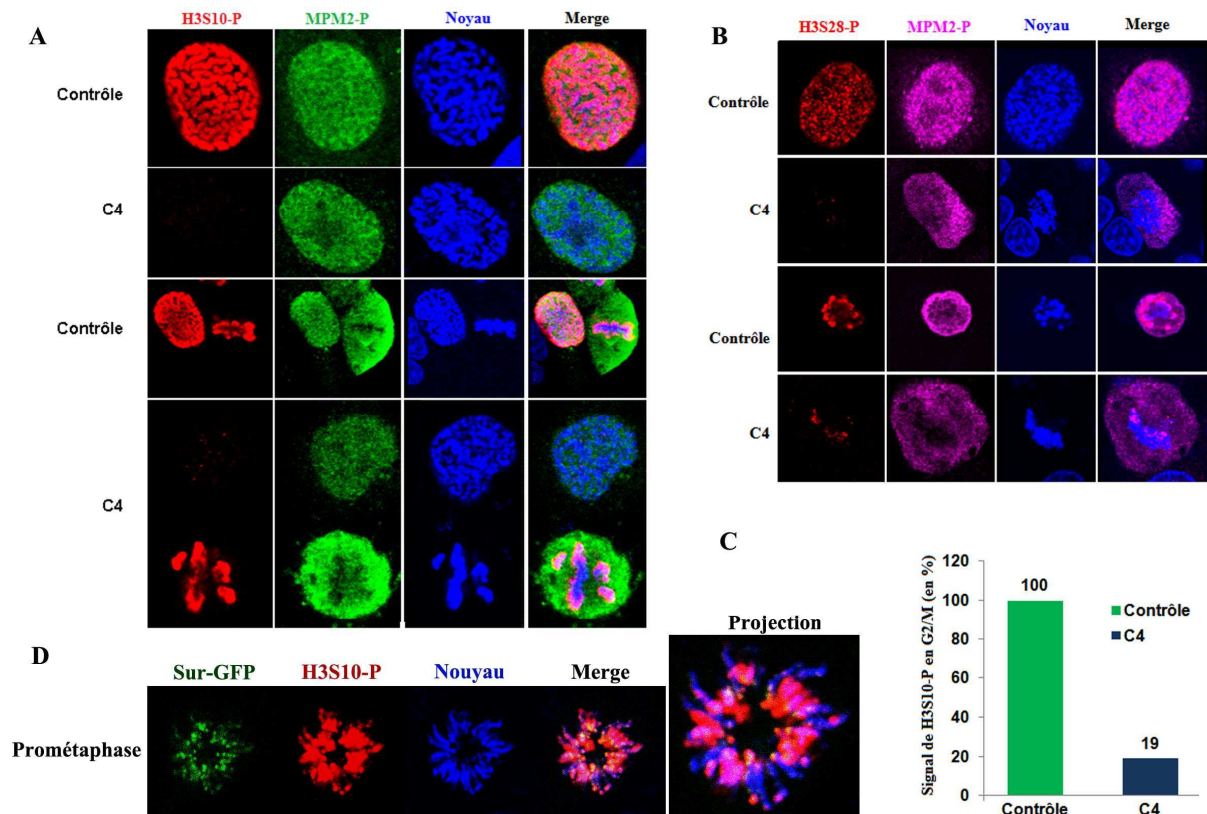 A
H3S10-P MPM2-P Noyau Merge
Contrôle
C4
Contrôle
C4
B
H3S28-P MPM2-P Noyau Merge
Contrôle
C4
Contrôle
C4
C
Signal de H3S10-P en G2/M (en %)
120
100
80
60
40
20
0
100
19
Contrôle
C4
Contrôle C4
D
Sur-GFP H3S10-P Nouyau Merge
Projection
Prométaphase